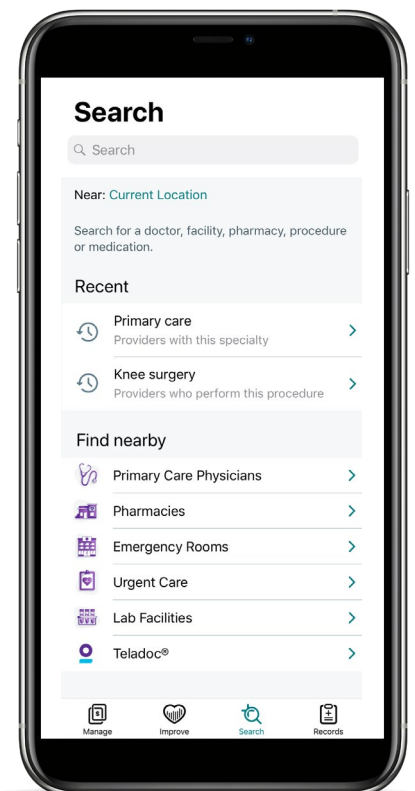 Search
Search
Near: Current Location
Search for a doctor, facility, pharmacy, procedure
or medication.
Recent
Primary care
Providers with this specialty
Knee surgery
Providers who perform this procedure
Find nearby
Primary Care Physicians
Pharmacies
Emergency Rooms
Urgent Care
Lab Facilities
Teladoc®
Manage Improve Search Records